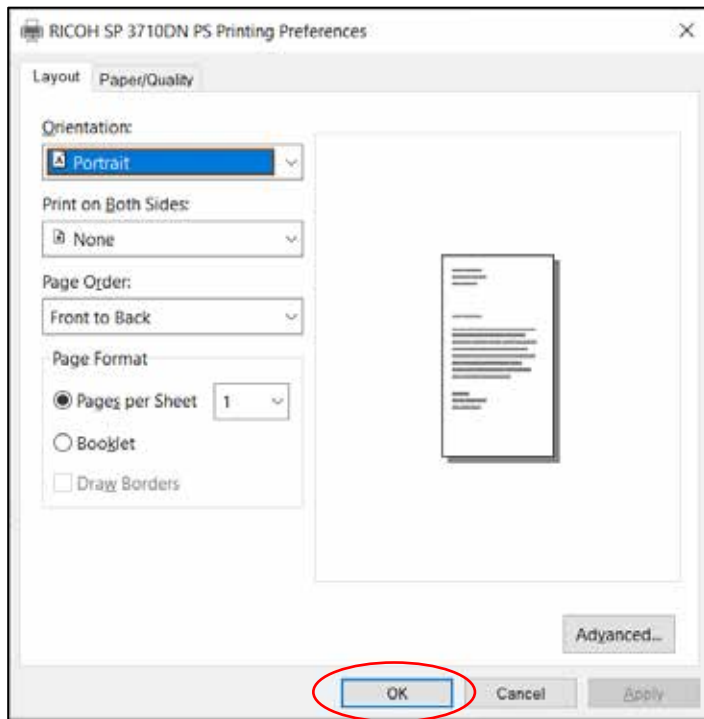 RICOH SP 3710DN PS Printing Preferences
Layout Paper/Quality
Orientation:
Portrait
Print on Both Sides:
None
Page Order:
Front to Back
Page Format
Pages per Sheet 1
Booklet
Draw Borders
Advanced...
OK Cancel Apply